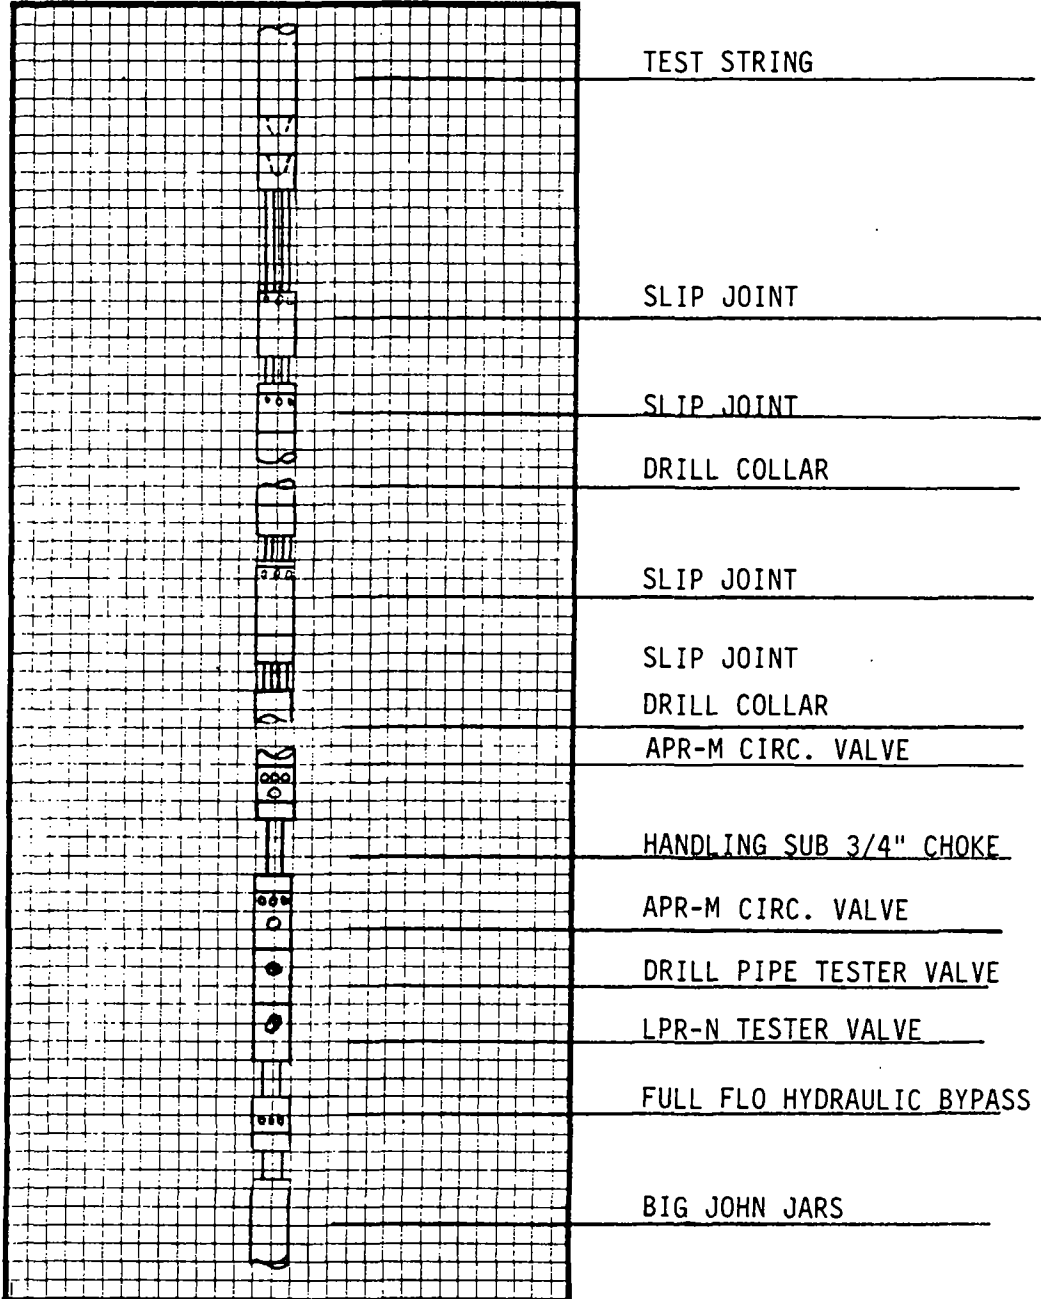 TEST STRING
SLIP JOINT
SLIP JOINT
DRILL COLLAR
SLIP JOINT
SLIP JOINT
DRILL COLLAR
APR-M CIRC. VALVE
HANDLING SUB 3/4" CHOKE
APR-M CIRC. VALVE
DRILL PIPE TESTER VALVE
LPR-N TESTER VALVE
FULL FLO HYDRAULIC BYPASS
BIG JOHN JARS